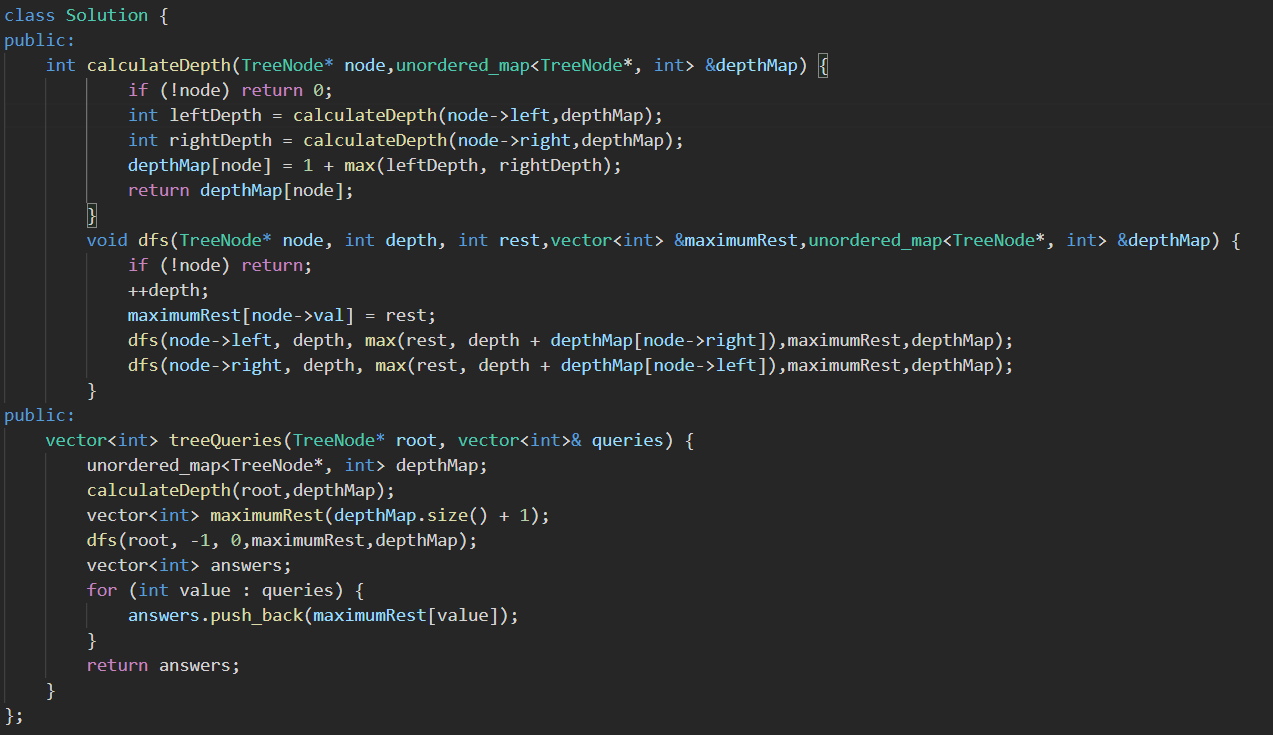 class Solution {
public:
    int calculateDepth(TreeNode* node,unordered_map<TreeNode*, int> &depthMap) {
            if (!node) return 0;
            int leftDepth = calculateDepth(node->left,depthMap);
            int rightDepth = calculateDepth(node->right,depthMap);
            depthMap[node] = 1 + max(leftDepth, rightDepth);
            return depthMap[node];
        }
        void dfs(TreeNode* node, int depth, int rest,vector<int> &maximumRest,unordered_map<TreeNode*, int> &depthMap) {
            if (!node) return;
            ++depth;
            maximumRest[node->val] = rest;
            dfs(node->left, depth, max(rest, depth + depthMap[node->right]),maximumRest,depthMap);
            dfs(node->right, depth, max(rest, depth + depthMap[node->left]),maximumRest,depthMap);
        }
public:
    vector<int> treeQueries(TreeNode* root, vector<int>& queries) {
        unordered_map<TreeNode*, int> depthMap;
        calculateDepth(root,depthMap);
        vector<int> maximumRest(depthMap.size() + 1);
        dfs(root, -1, 0,maximumRest,depthMap);
        vector<int> answers;
        for (int value : queries) {
            answers.push_back(maximumRest[value]);
        }
        return answers;
    }
};